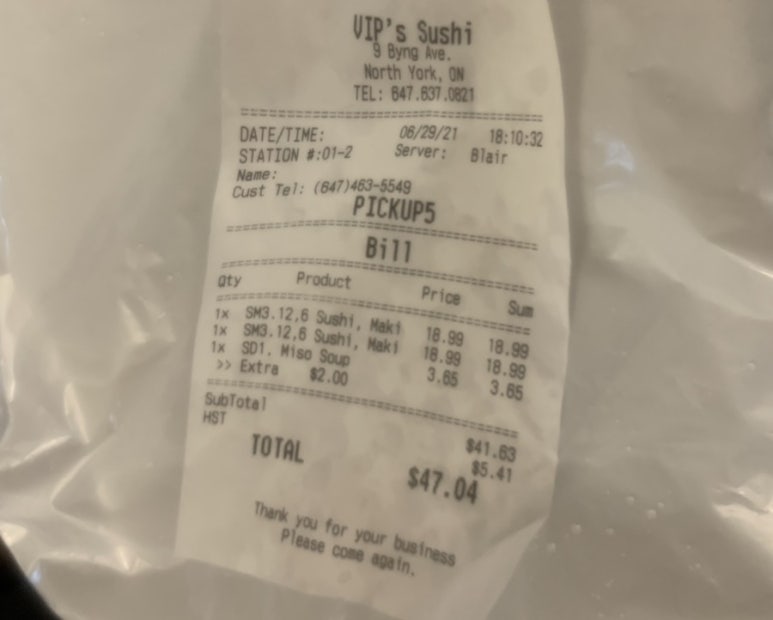 VIP's Sushi
9 Byng Ave.
North York, ON
TEL: 647.637.0821
================================
DATE/TIME: 06/29/21 18:10:32
STATION #:01-2 Server: Blair
Name:
Cust Tel: (647)463-5549
PICKUP5
================================
Bill
================================
Qty Product Price Sum
================================
1x SM3.12,6 Sushi, Maki 18.99 18.99
1x SM3.12,6 Sushi, Maki 18.99 18.99
1x SD1. Miso Soup 3.65 3.65
>> Extra $2.00
================================
SubTotal $41.63
HST $5.41
TOTAL $47.04
Thank you for your business
Please come again.